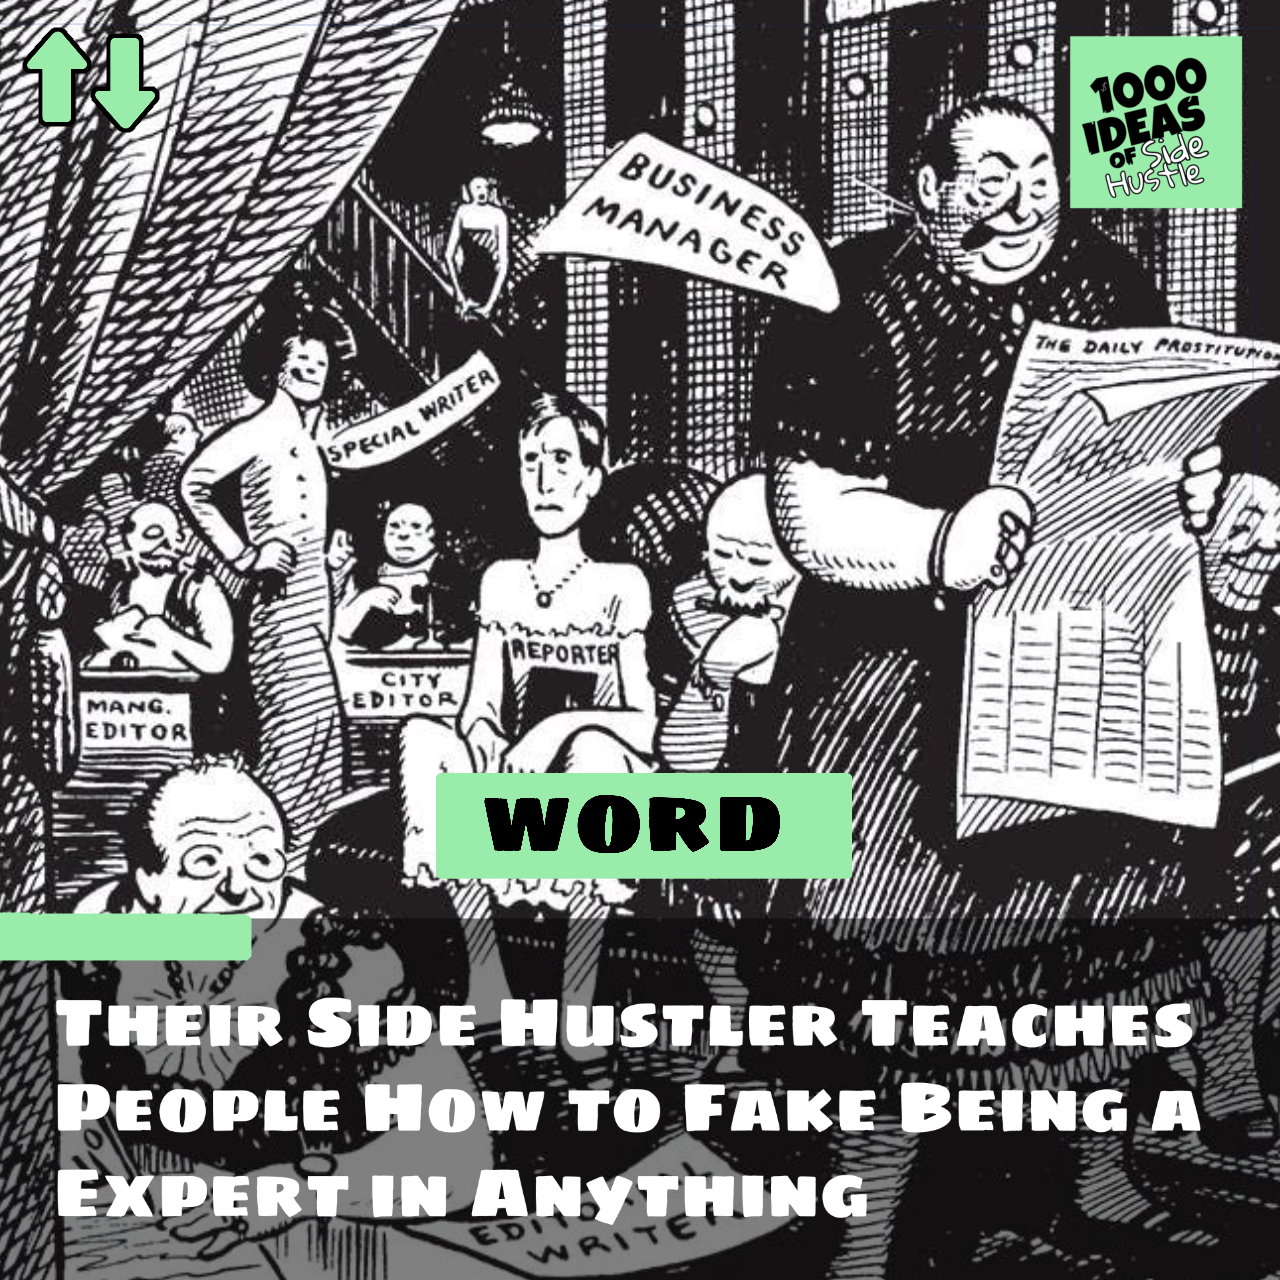 1000
IDEAS
OF Side
Hustle
BUSINESS
MANAGER
THE DAILY PROSTITUTION
SPECIAL WRITER
REPORTER
CITY
EDITOR
MANG.
EDITOR
WORD
THEIR SIDE HUSTLER TEACHES
PEOPLE HOW TO FAKE BEING A
EXPERT IN ANYTHING
EDITORIAL
WRITER